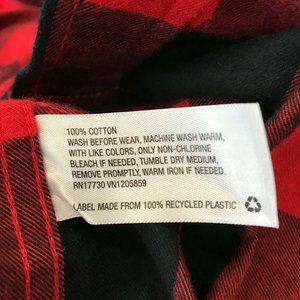 100% COTTON
WASH BEFORE WEAR, MACHINE WASH WARM,
WITH LIKE COLORS, ONLY NON-CHLORINE
BLEACH IF NEEDED, TUMBLE DRY MEDIUM,
REMOVE PROMPTLY, WARM IRON IF NEEDED.
RN17730 VN1205859
LABEL MADE FROM 100% RECYCLED PLASTIC